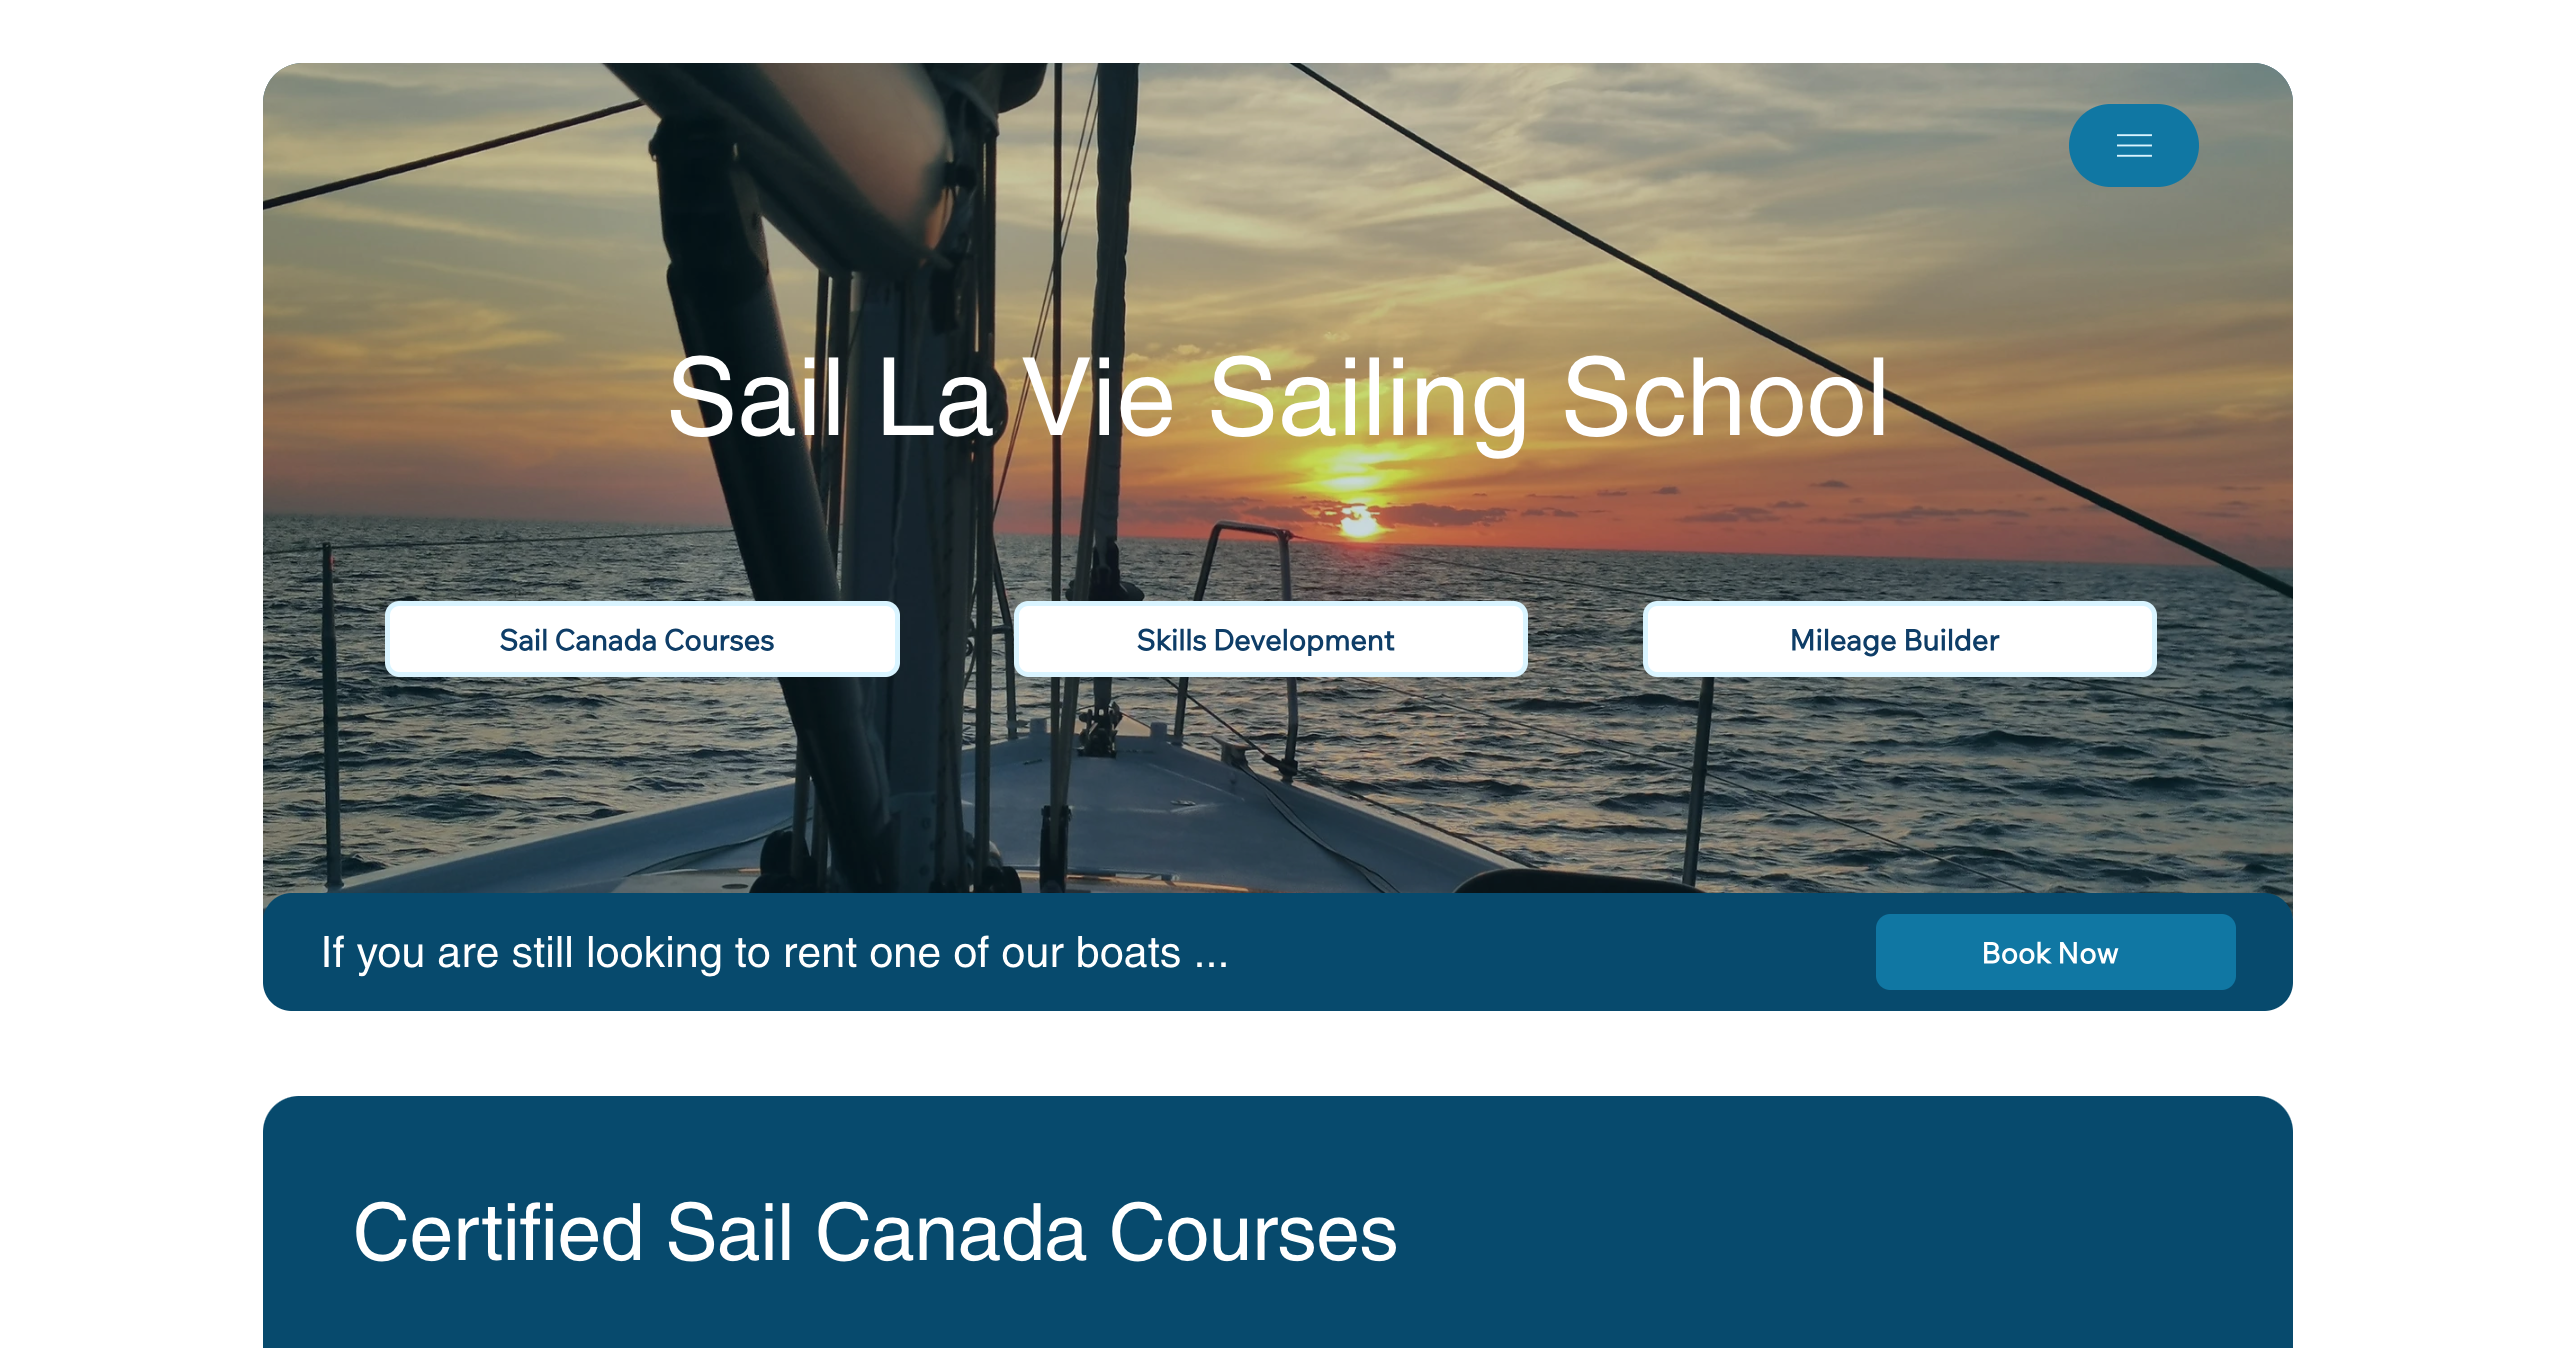 Sail La Vie Sailing School
Sail Canada Courses
Skills Development
Mileage Builder
If you are still looking to rent one of our boats ...
Book Now
Certified Sail Canada Courses